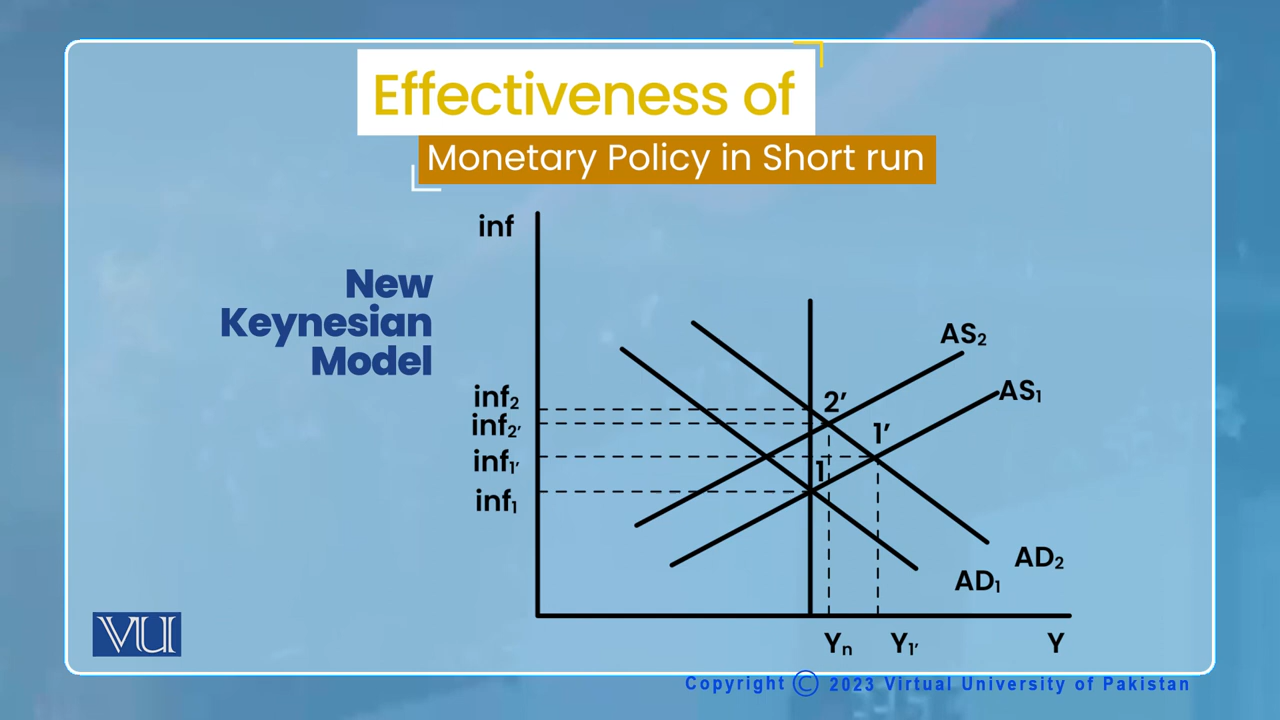 Effectiveness of
Monetary Policy in Short run
New
Keynesian
Model
inf
AS₂
AS₁
inf₂
inf₂′
inf₁′
inf₁
2′
1′
1
AD₂
AD₁
Yₙ
Y₁′
Y
VU
Copyright © 2023 Virtual University of Pakistan